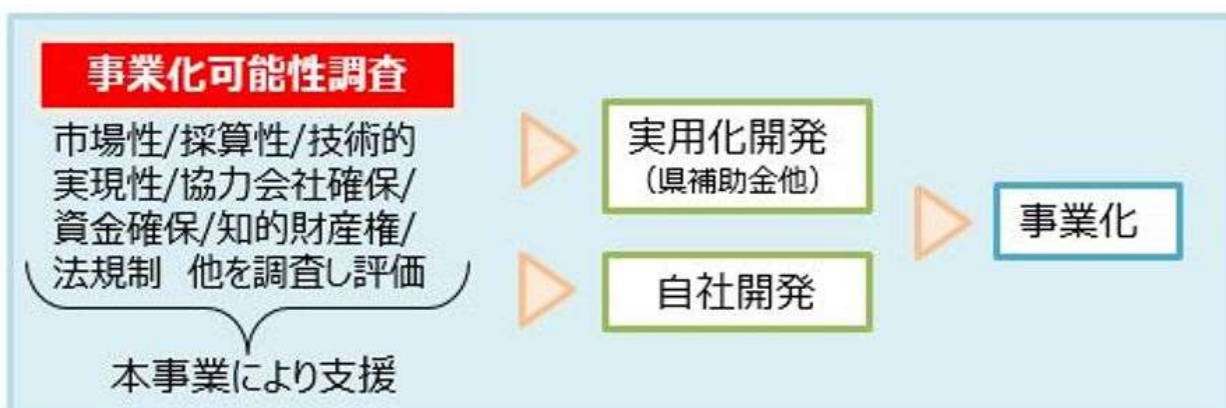 事業化可能性調査
市場性/採算性/技術的
実現性/協力会社確保/
資金確保/知的財産権/
法規制 他を調査し評価
本事業により支援
実用化開発
（県補助金他）
自社開発
事業化